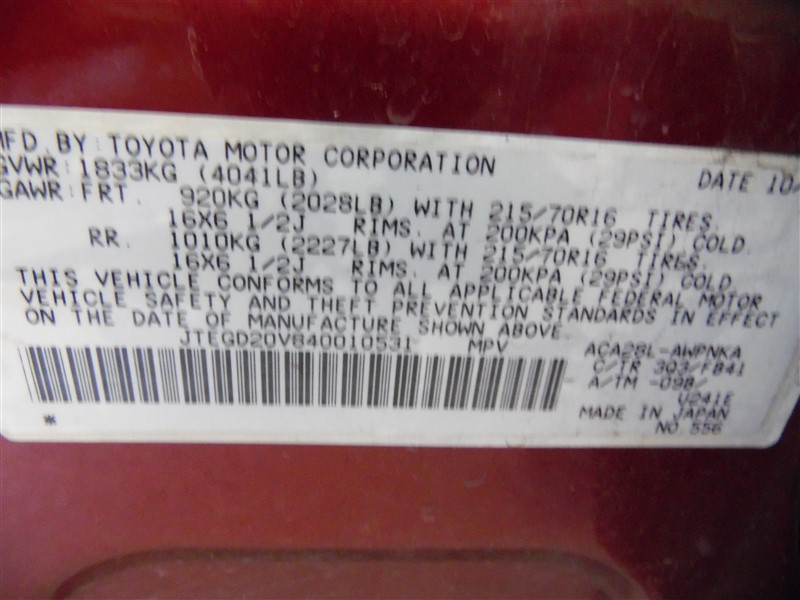 MFD. BY: TOYOTA MOTOR CORPORATION DATE 10/
GVWR: 1833KG (4041LB)
GAWR: FRT. 920KG (2028LB) WITH 215/70R16 TIRES.
16X6 1/2J RIMS. AT 200KPA (29PSI) COLD.
RR. 1010KG (2227LB) WITH 215/70R16 TIRES.
16X6 1/2J RIMS. AT 200KPA (29PSI) COLD.
THIS VEHICLE CONFORMS TO ALL APPLICABLE FEDERAL MOTOR
VEHICLE SAFETY AND THEFT PREVENTION STANDARDS IN EFFECT
ON THE DATE OF MANUFACTURE SHOWN ABOVE.
JTEGD20V840010531 MPV ACA28L-AWPNKA
C/TR 3Q3/FB41
A/TM -09B/
U241E
MADE IN JAPAN
* NO.556